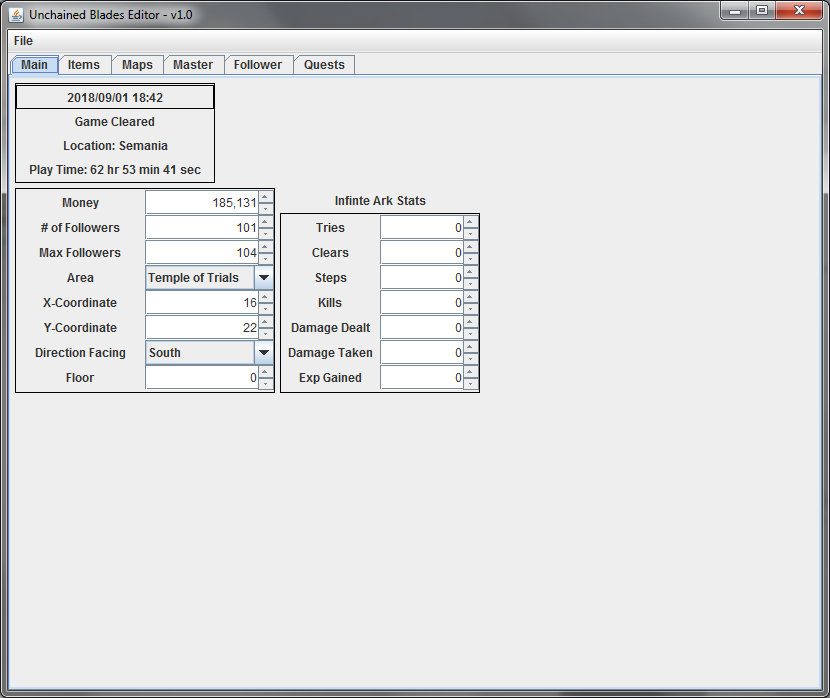 Unchained Blades Editor - v1.0
File
Main Items Maps Master Follower Quests
2018/09/01 18:42
Game Cleared
Location: Semania
Play Time: 62 hr 53 min 41 sec
Money 185,131
# of Followers 101
Max Followers 104
Area Temple of Trials
X-Coordinate 16
Y-Coordinate 22
Direction Facing South
Floor 0
Infinte Ark Stats
Tries 0
Clears 0
Steps 0
Kills 0
Damage Dealt 0
Damage Taken 0
Exp Gained 0